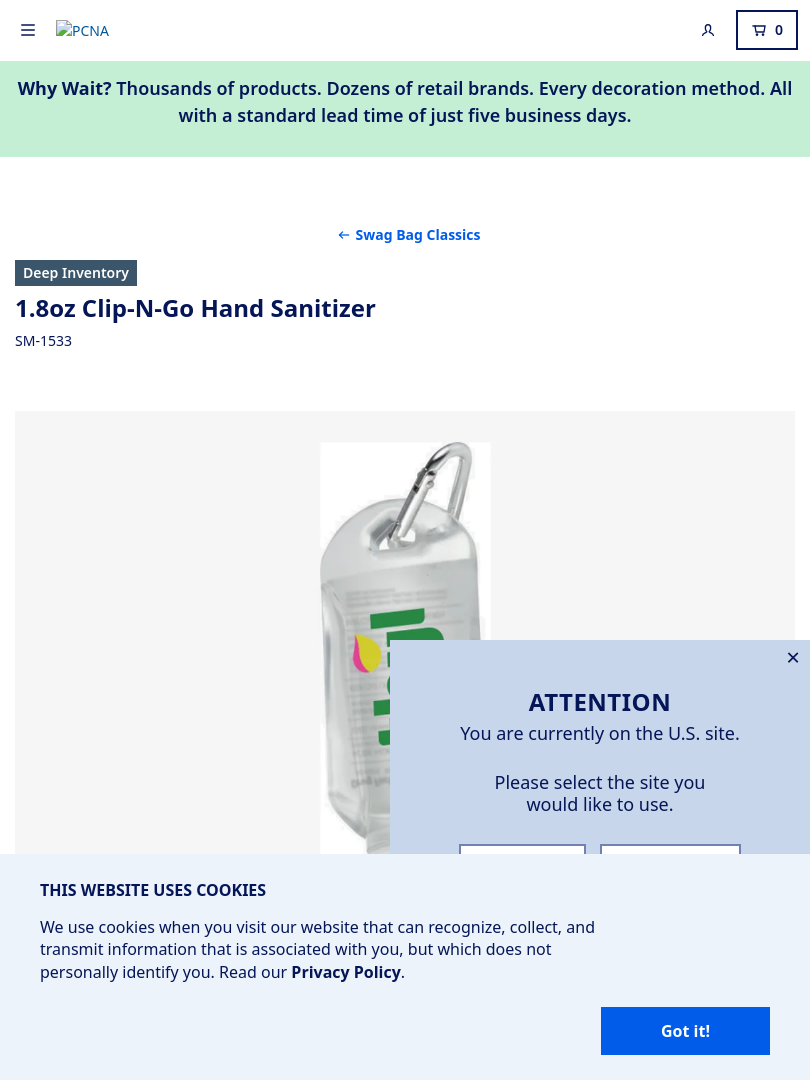 PCNA
0
Why Wait? Thousands of products. Dozens of retail brands. Every decoration method. All
with a standard lead time of just five business days.
← Swag Bag Classics
Deep Inventory
1.8oz Clip-N-Go Hand Sanitizer
SM-1533
ATTENTION
You are currently on the U.S. site.
Please select the site you
would like to use.
THIS WEBSITE USES COOKIES
We use cookies when you visit our website that can recognize, collect, and
transmit information that is associated with you, but which does not
personally identify you. Read our Privacy Policy.
Got it!